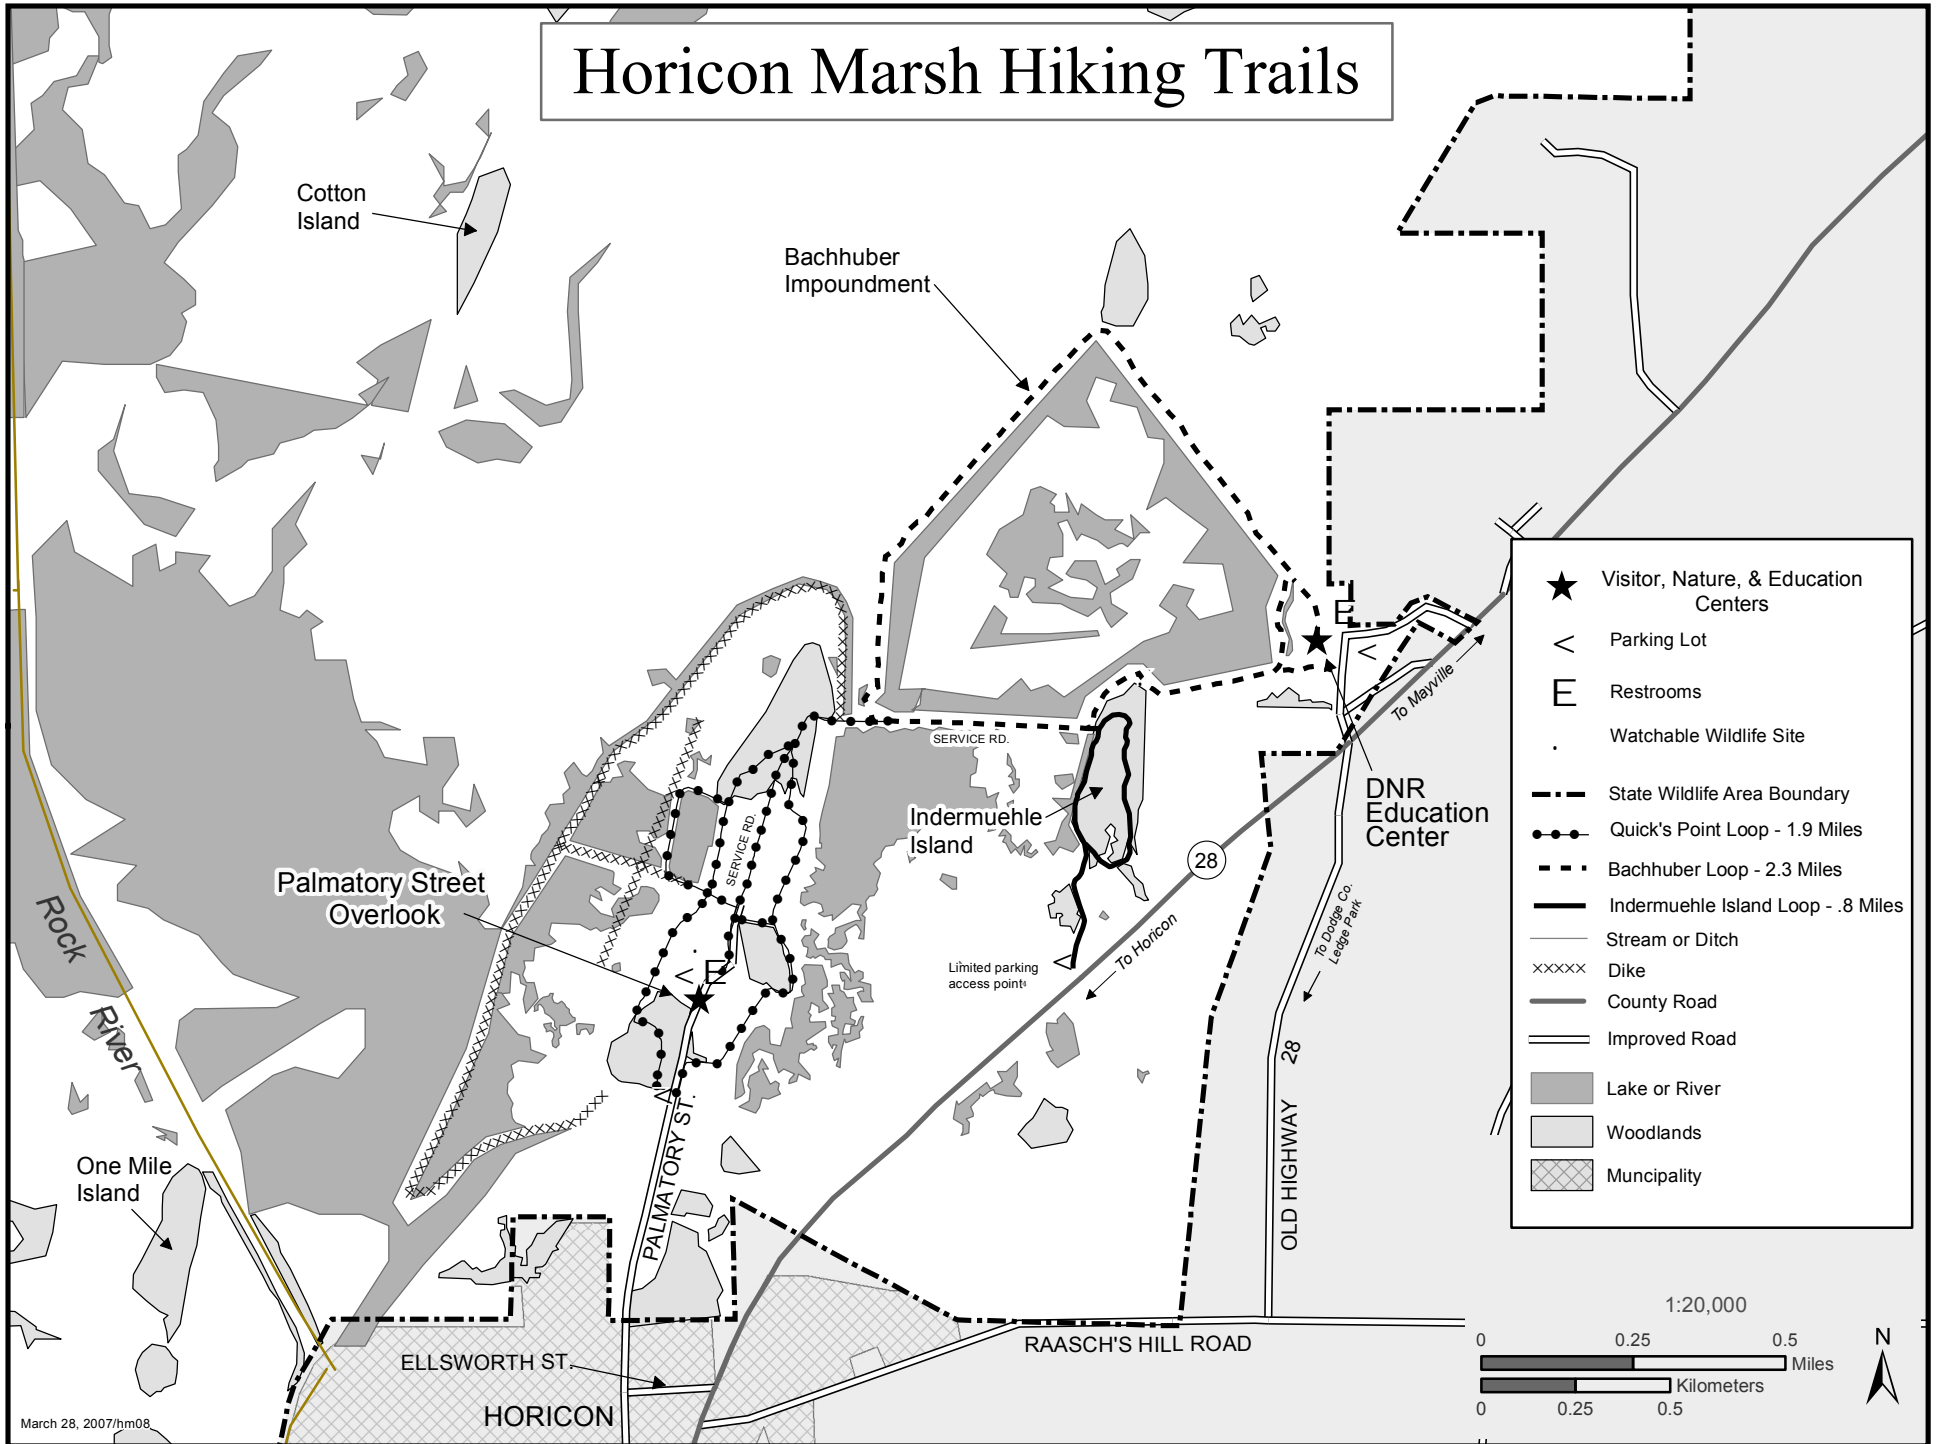 Horicon Marsh Hiking Trails
Cotton
Island
Bachhuber
Impoundment
SERVICE RD.
SERVICE RD.
Indermuehle
Island
Palmatory Street
Overlook
Rock
River
<
E
<
E
<
<
<
To Mayville
DNR
Education
Center
28
To Horicon
To Dodge Co.
Ledge Park
Limited parking
access point
OLD HIGHWAY 28
PALMATORY ST.
One Mile
Island
ELLSWORTH ST.
HORICON
RAASCH'S HILL ROAD
March 28, 2007/hm08
Visitor, Nature, & Education
Centers
< Parking Lot
E Restrooms
Watchable Wildlife Site
State Wildlife Area Boundary
Quick's Point Loop - 1.9 Miles
Bachhuber Loop - 2.3 Miles
Indermuehle Island Loop - .8 Miles
Stream or Ditch
Dike
County Road
Improved Road
Lake or River
Woodlands
Muncipality
1:20,000
0 0.25 0.5
Miles
Kilometers
0 0.25 0.5
N